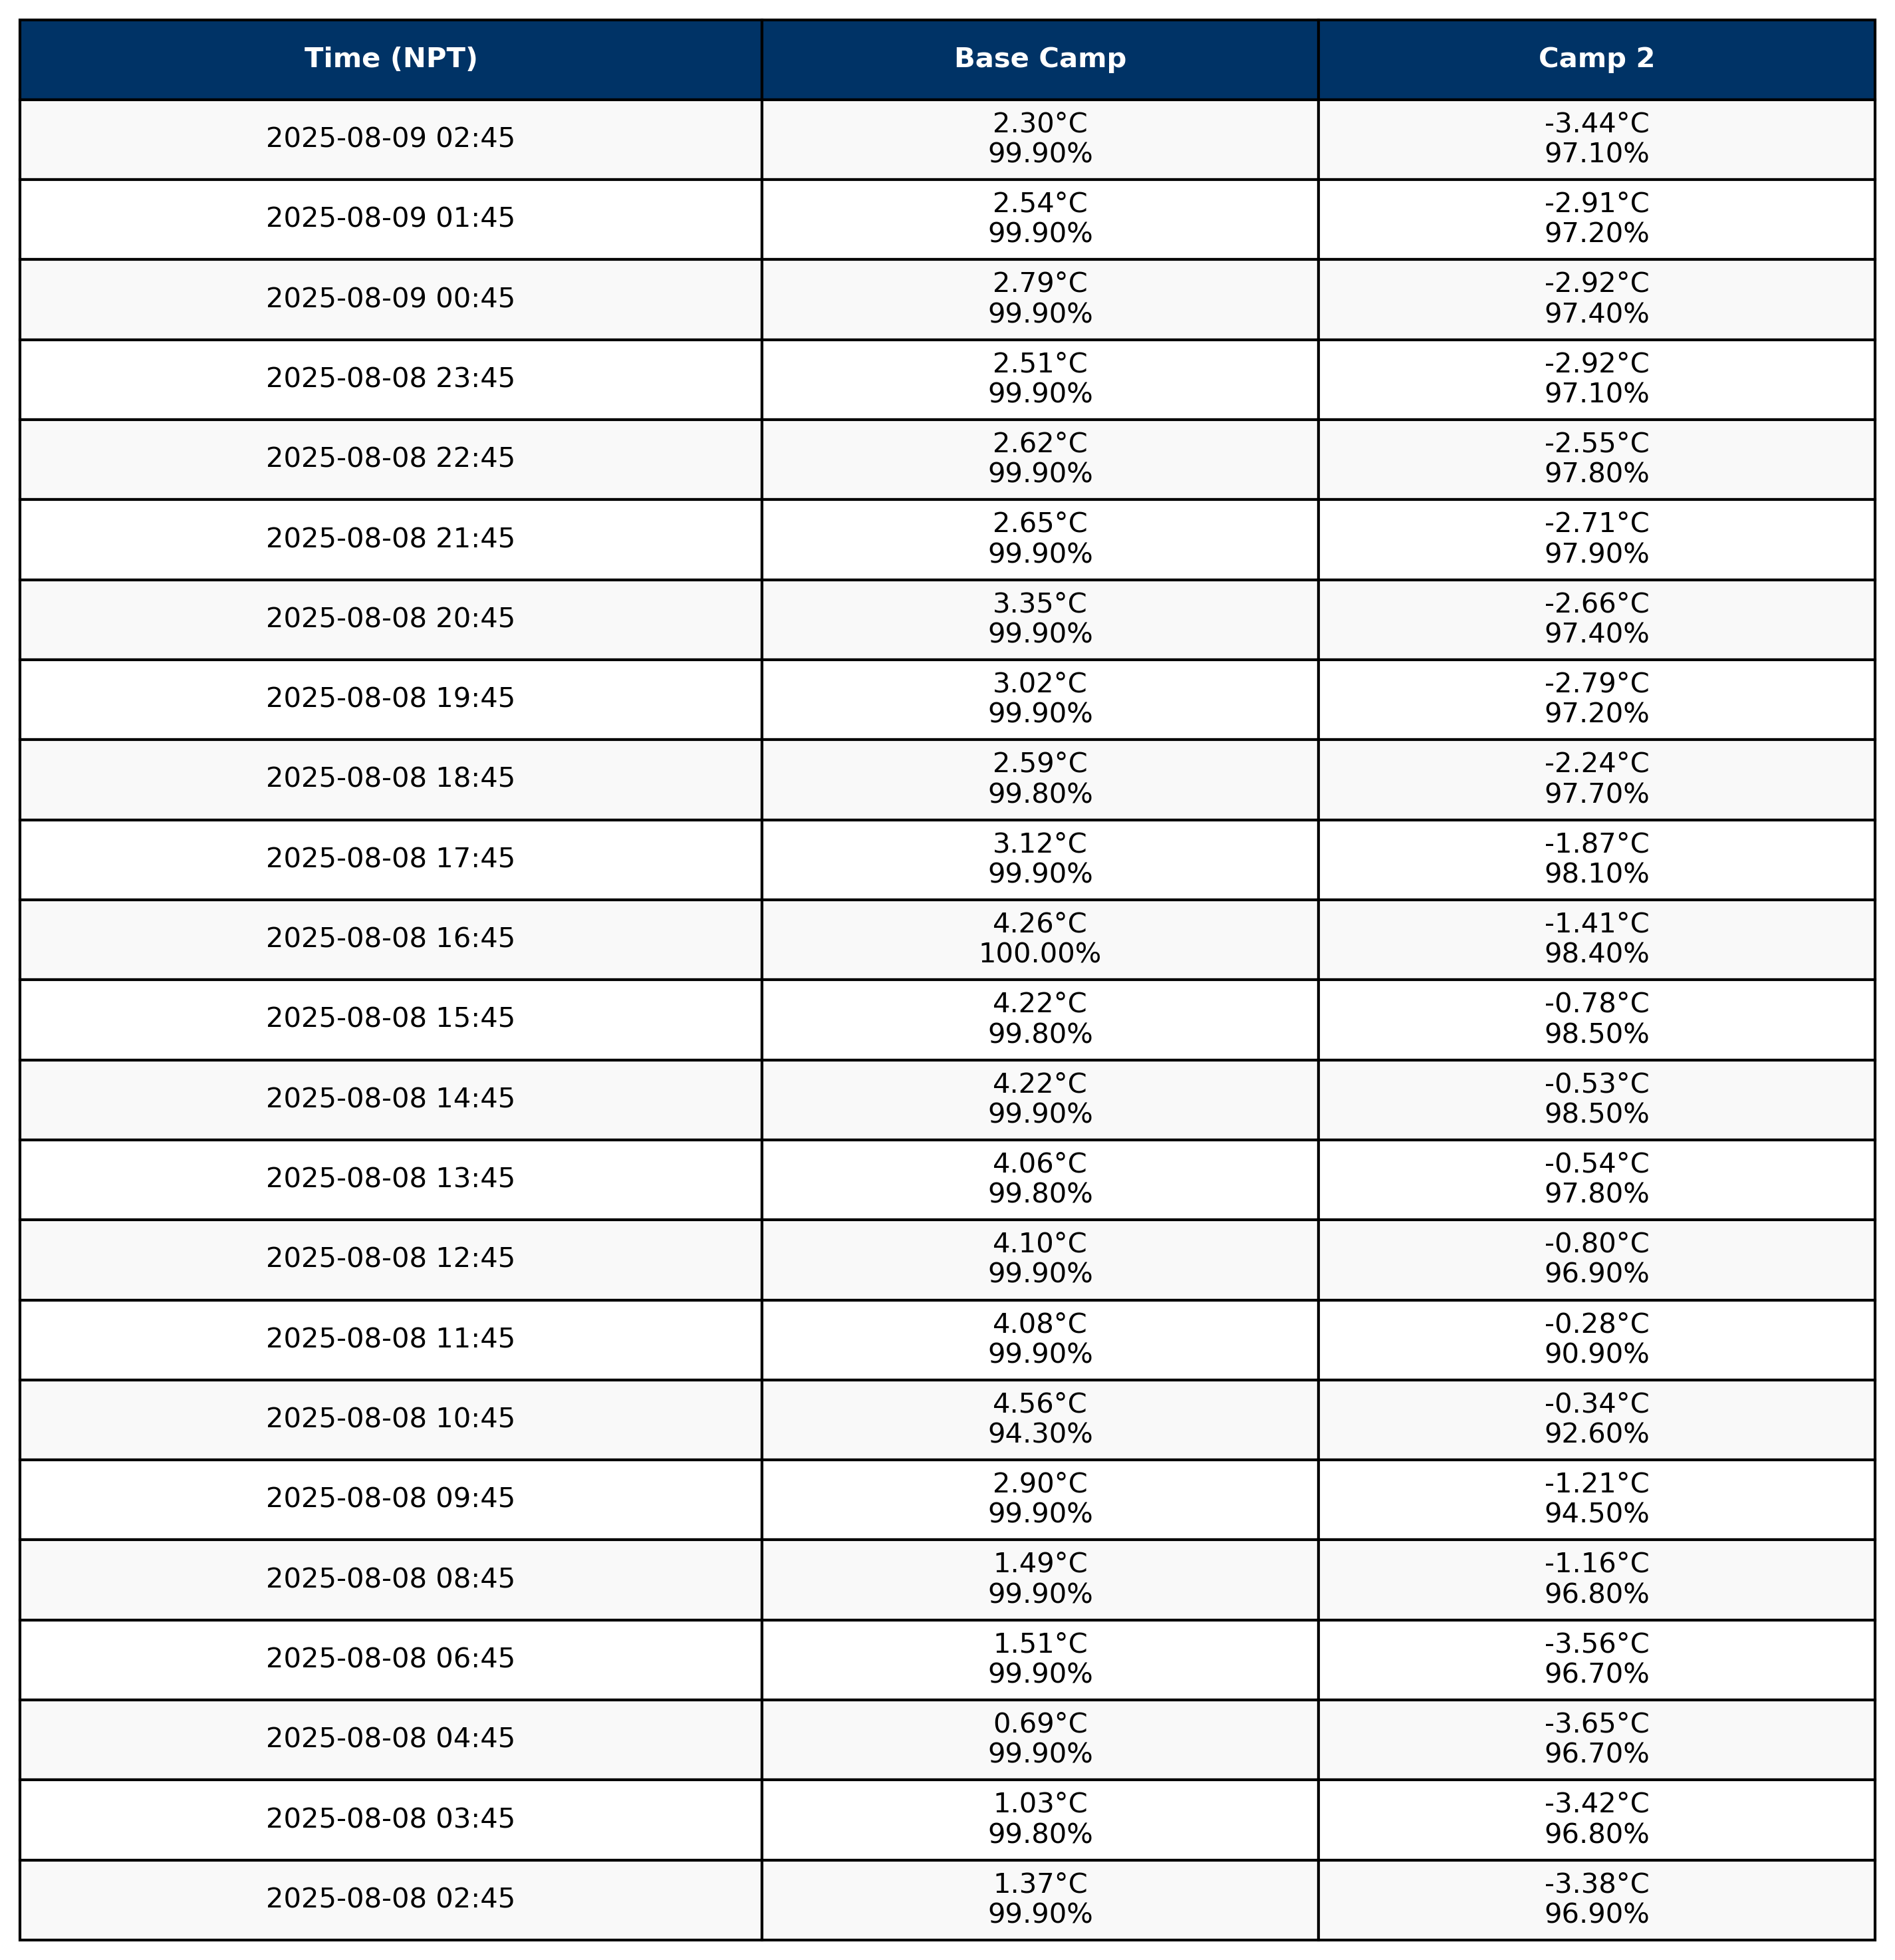 Time (NPT) Base Camp Camp 2
2025-08-09 02:45 2.30°C -3.44°C
99.90% 97.10%
2025-08-09 01:45 2.54°C -2.91°C
99.90% 97.20%
2025-08-09 00:45 2.79°C -2.92°C
99.90% 97.40%
2025-08-08 23:45 2.51°C -2.92°C
99.90% 97.10%
2025-08-08 22:45 2.62°C -2.55°C
99.90% 97.80%
2025-08-08 21:45 2.65°C -2.71°C
99.90% 97.90%
2025-08-08 20:45 3.35°C -2.66°C
99.90% 97.40%
2025-08-08 19:45 3.02°C -2.79°C
99.90% 97.20%
2025-08-08 18:45 2.59°C -2.24°C
99.80% 97.70%
2025-08-08 17:45 3.12°C -1.87°C
99.90% 98.10%
2025-08-08 16:45 4.26°C -1.41°C
100.00% 98.40%
2025-08-08 15:45 4.22°C -0.78°C
99.80% 98.50%
2025-08-08 14:45 4.22°C -0.53°C
99.90% 98.50%
2025-08-08 13:45 4.06°C -0.54°C
99.80% 97.80%
2025-08-08 12:45 4.10°C -0.80°C
99.90% 96.90%
2025-08-08 11:45 4.08°C -0.28°C
99.90% 90.90%
2025-08-08 10:45 4.56°C -0.34°C
94.30% 92.60%
2025-08-08 09:45 2.90°C -1.21°C
99.90% 94.50%
2025-08-08 08:45 1.49°C -1.16°C
99.90% 96.80%
2025-08-08 06:45 1.51°C -3.56°C
99.90% 96.70%
2025-08-08 04:45 0.69°C -3.65°C
99.90% 96.70%
2025-08-08 03:45 1.03°C -3.42°C
99.80% 96.80%
2025-08-08 02:45 1.37°C -3.38°C
99.90% 96.90%